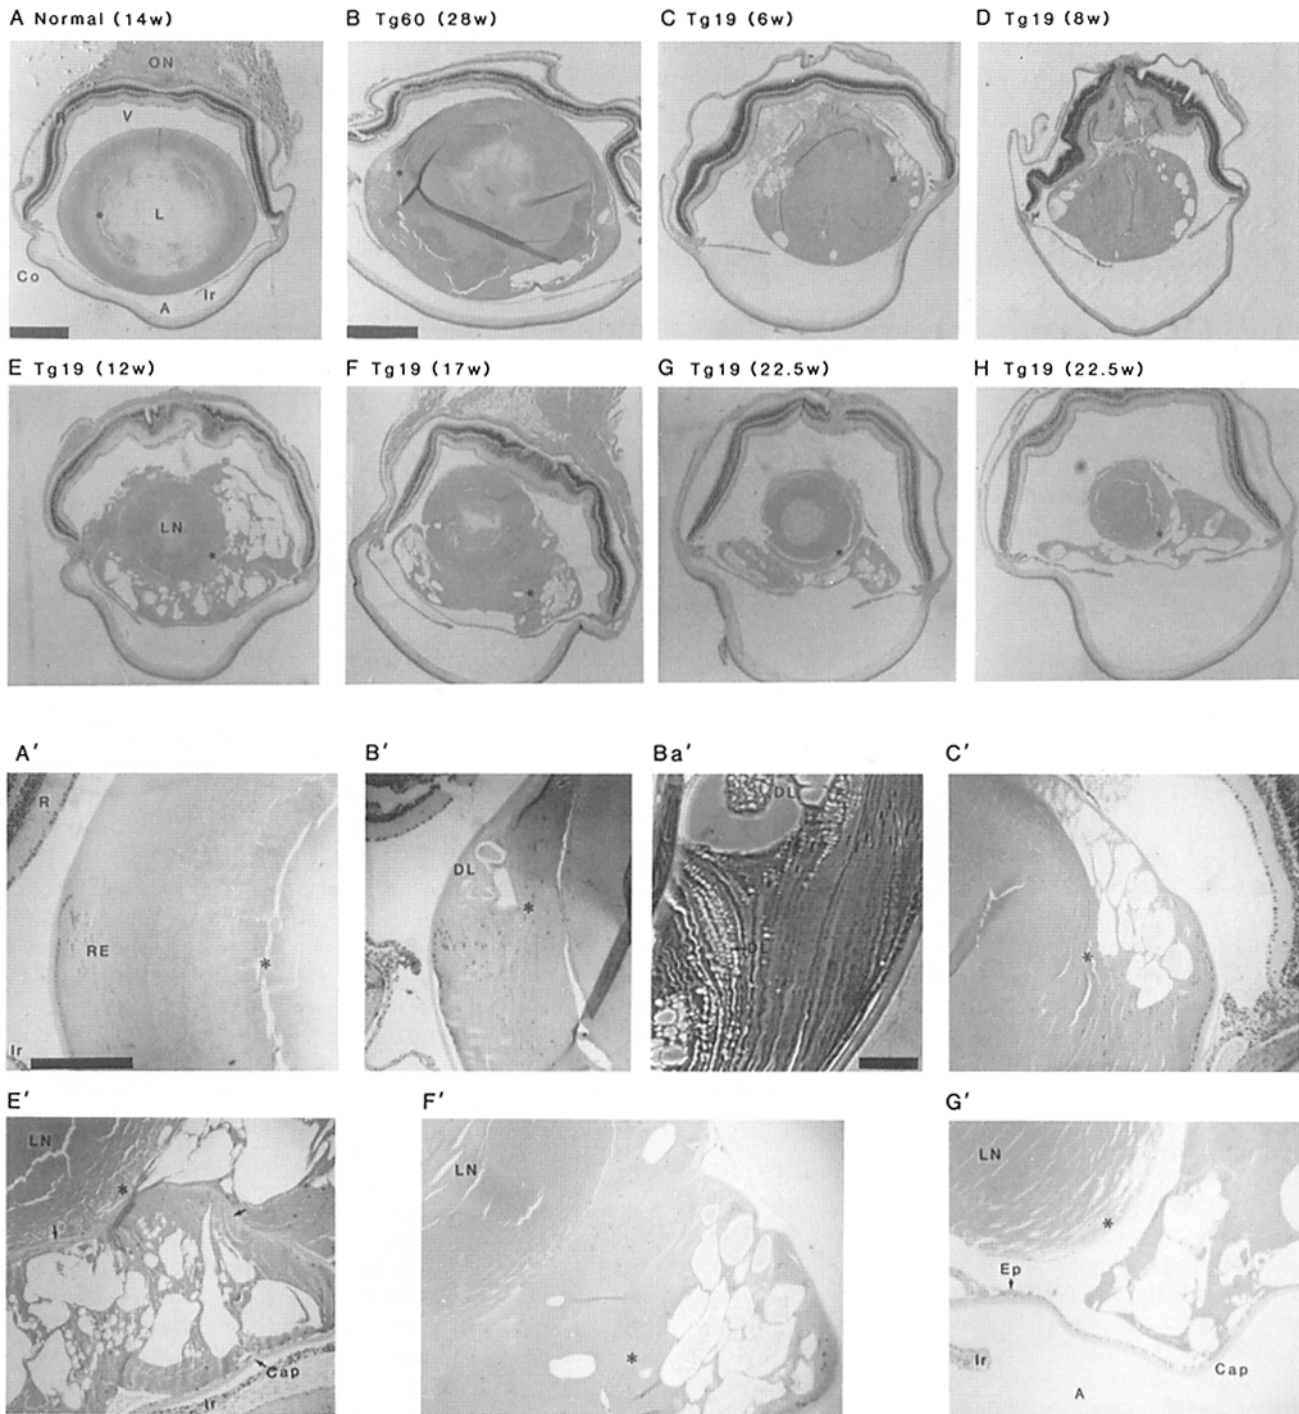 A Normal (14w) B Tg60 (28w) C Tg19 (6w) D Tg19 (8w)
ON
R V
L
Co
Ir
A
E Tg19 (12w) F Tg19 (17w) G Tg19 (22.5w) H Tg19 (22.5w)
LN
A′ B′ Ba′ C′
R
DL
DL
RE
DL
Ir
E′ F′ G′
LN
LN
LN
Ep
Cap
Ir
Ir
Cap
A